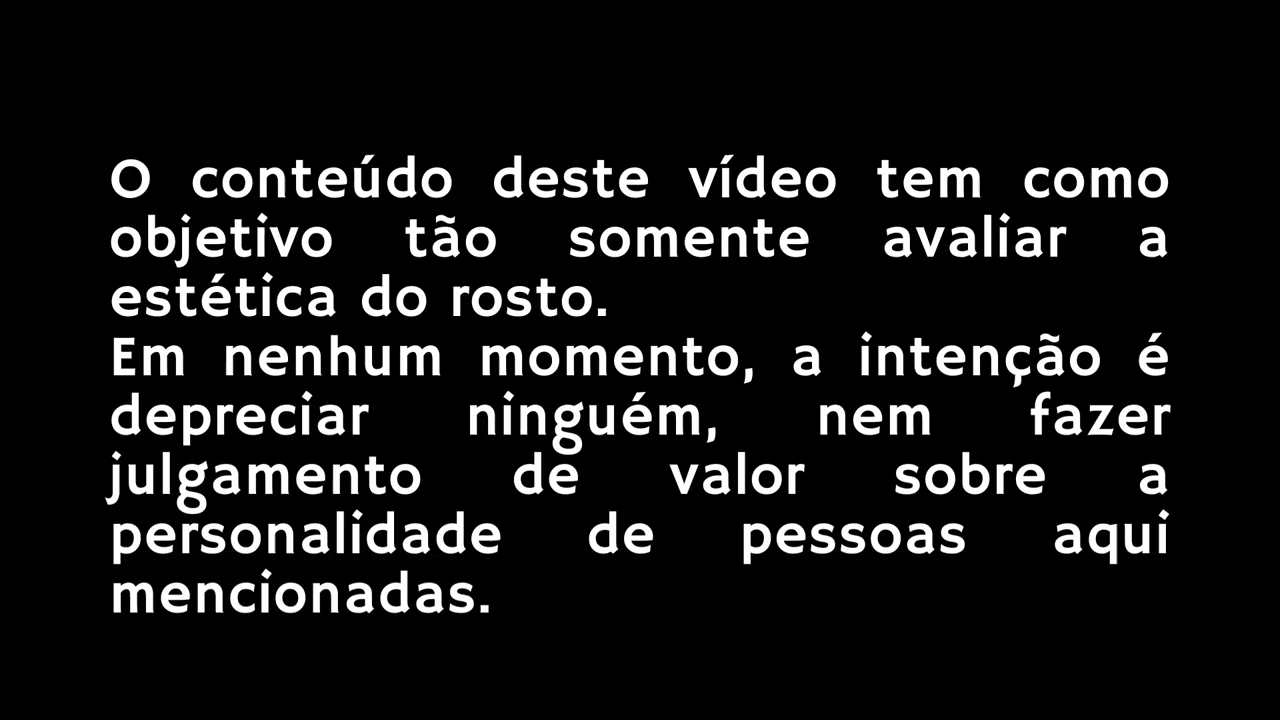 O conteúdo deste vídeo tem como
objetivo tão somente avaliar a
estética do rosto.
Em nenhum momento, a intenção é
depreciar ninguém, nem fazer
julgamento de valor sobre a
personalidade de pessoas aqui
mencionadas.